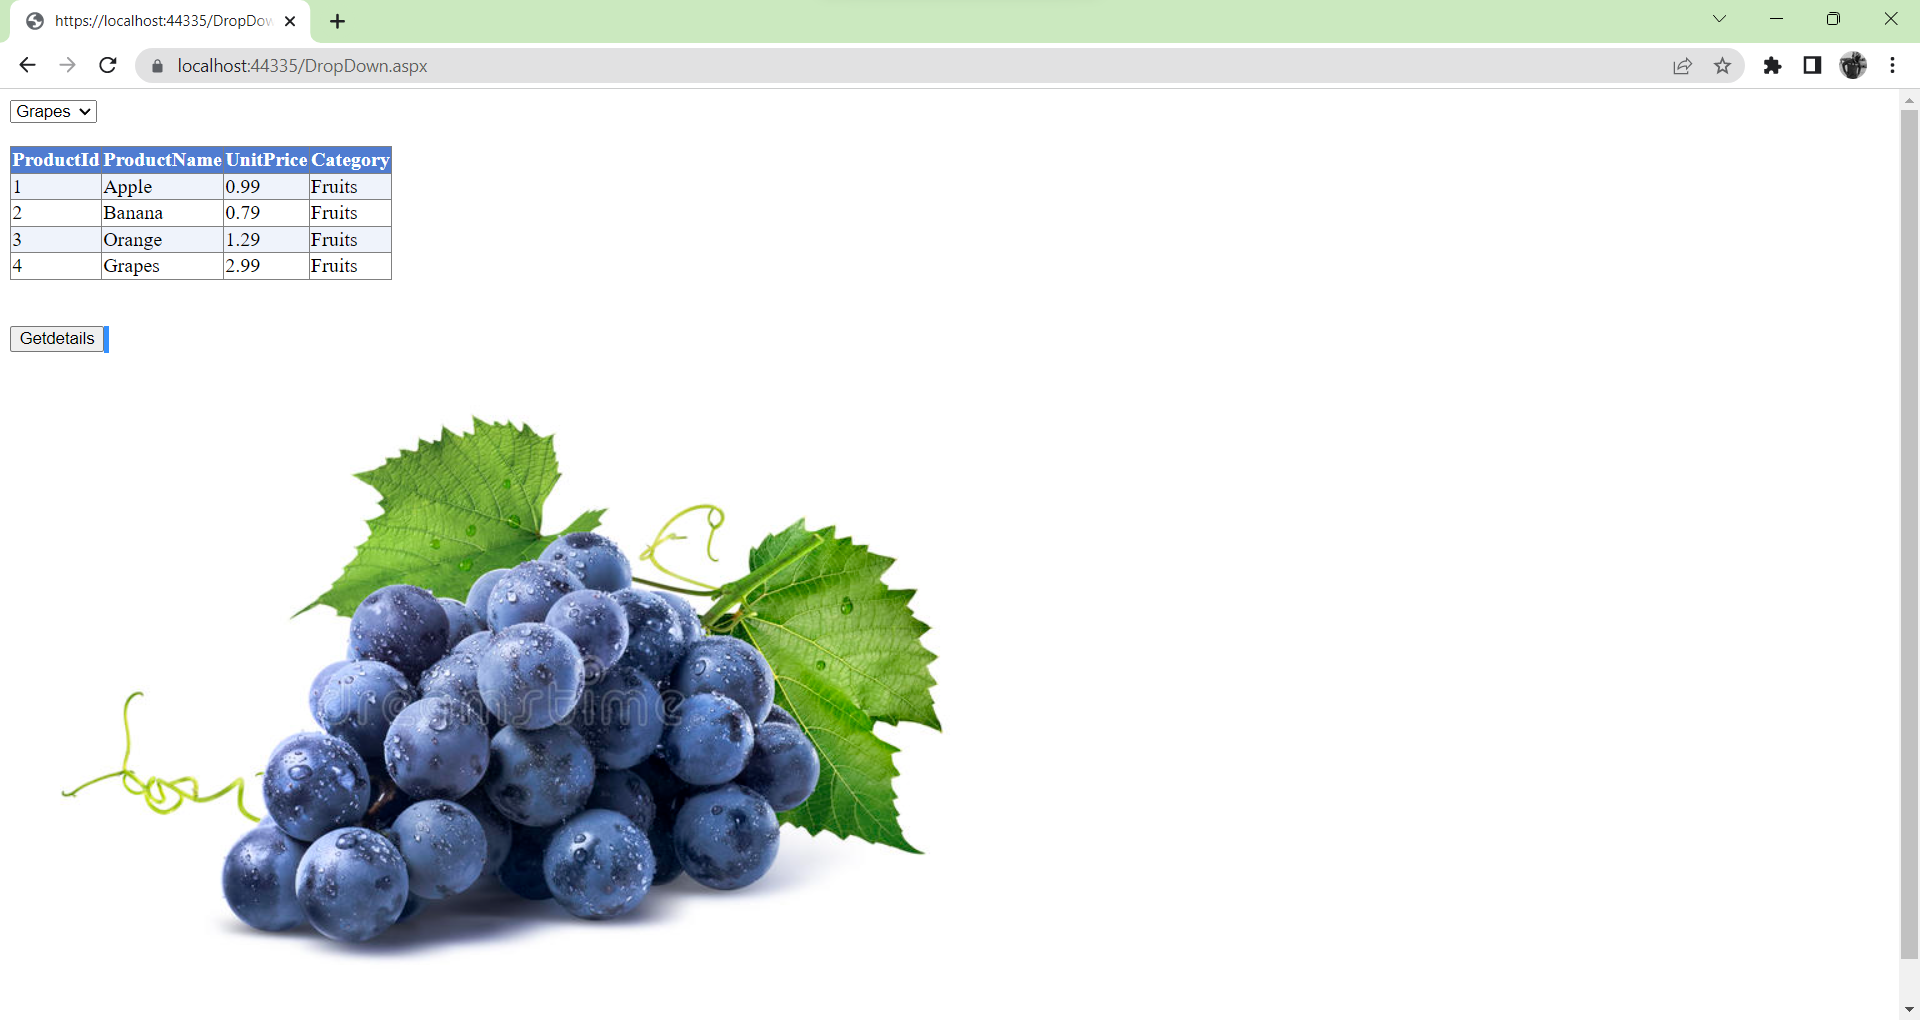 https://localhost:44335/DropDow
localhost:44335/DropDown.aspx
Grapes
ProductId ProductName UnitPrice Category
1 Apple 0.99 Fruits
2 Banana 0.79 Fruits
3 Orange 1.29 Fruits
4 Grapes 2.99 Fruits
Getdetails
dreamstime